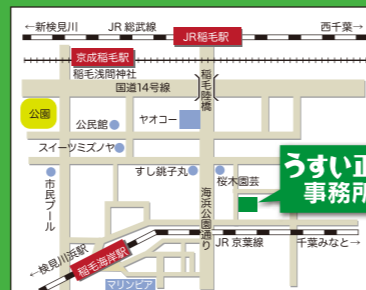 ←新検見川
JR 総武線
JR稲毛駅
西千葉→
京成稲毛駅
稲毛浅間神社
国道14号線
稲毛陸橋
公園
公民館
ヤオコー
スイーツミズノヤ
すし銚子丸
桜木園芸
市民プール
海浜公園通り
うすい正
事務所
←検見川浜駅
稲毛海岸駅
JR 京葉線
千葉みなと→
マリンピア